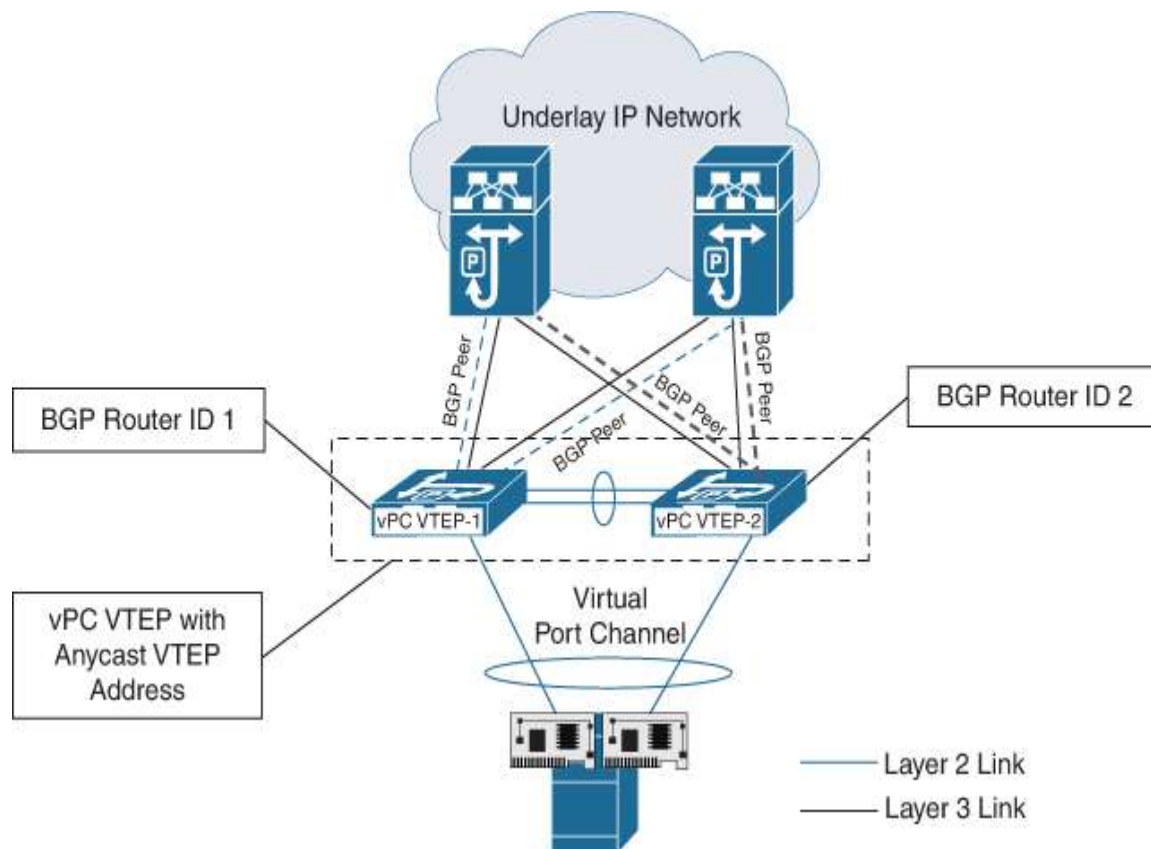 Underlay IP Network
P
P
BGP Peer
BGP Peer
BGP Peer
BGP Peer
BGP Router ID 1
BGP Router ID 2
vPC VTEP-1
vPC VTEP-2
vPC VTEP with
Anycast VTEP
Address
Virtual
Port Channel
Layer 2 Link
Layer 3 Link